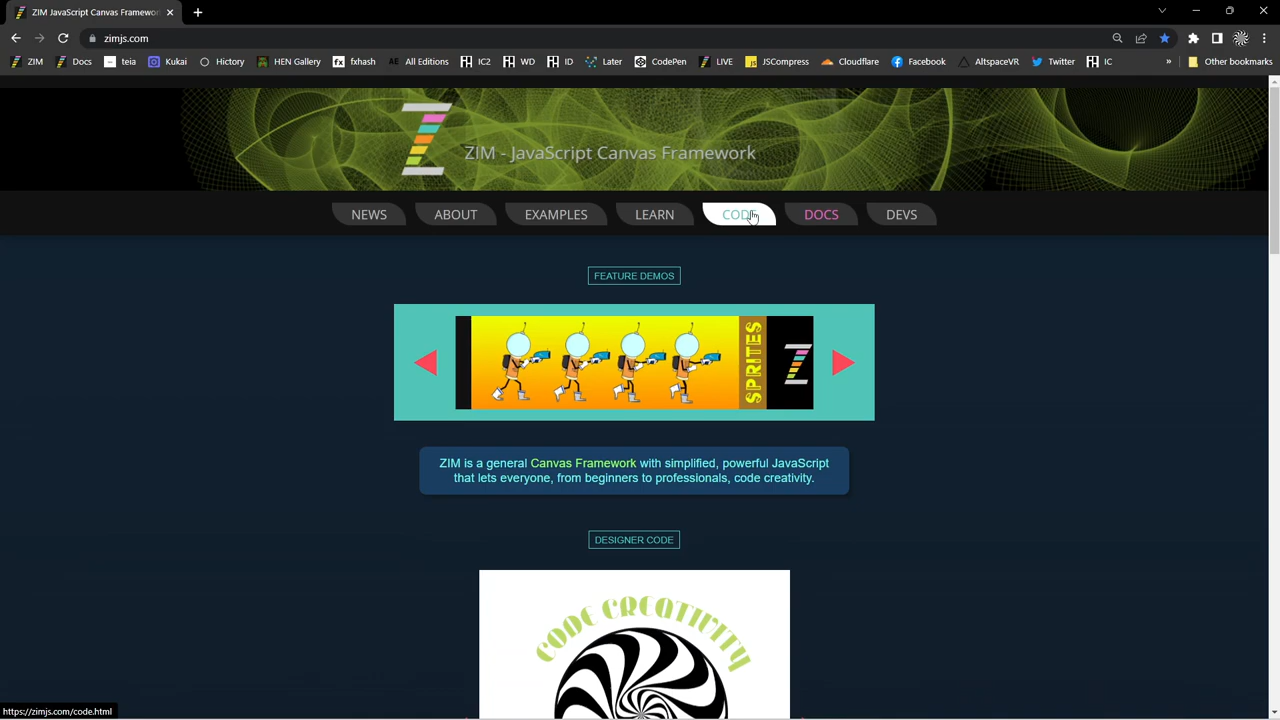 ZIM JavaScript Canvas Framewor
zimjs.com
ZIM
Docs
teia
Kukai
Hictory
HEN Gallery
fx fxhash
AE All Editions
IC2
WD
ID
Later
CodePen
LIVE
js JSCompress
Cloudflare
Facebook
AltspaceVR
Twitter
IC
»
Other bookmarks
ZIM - JavaScript Canvas Framework
NEWS
ABOUT
EXAMPLES
LEARN
CODE
DOCS
DEVS
FEATURE DEMOS
SPRITES
ZIM is a general Canvas Framework with simplified, powerful JavaScript
that lets everyone, from beginners to professionals, code creativity.
DESIGNER CODE
CODE CREATIVITY
https://zimjs.com/code.html